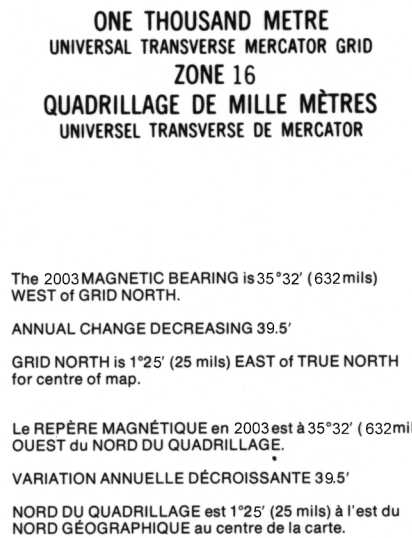 ONE THOUSAND METRE
UNIVERSAL TRANSVERSE MERCATOR GRID
ZONE 16
QUADRILLAGE DE MILLE MÈTRES
UNIVERSEL TRANSVERSE DE MERCATOR
The 2003 MAGNETIC BEARING is 35°32′ (632 mils)
WEST of GRID NORTH.
ANNUAL CHANGE DECREASING 39.5′
GRID NORTH is 1°25′ (25 mils) EAST of TRUE NORTH
for centre of map.
Le REPÈRE MAGNÉTIQUE en 2003 est à 35°32′ (632 mil
OUEST du NORD DU QUADRILLAGE.
VARIATION ANNUELLE DÉCROISSANTE 39.5′
NORD DU QUADRILLAGE est 1°25′ (25 mils) à l'est du
NORD GÉOGRAPHIQUE au centre de la carte.